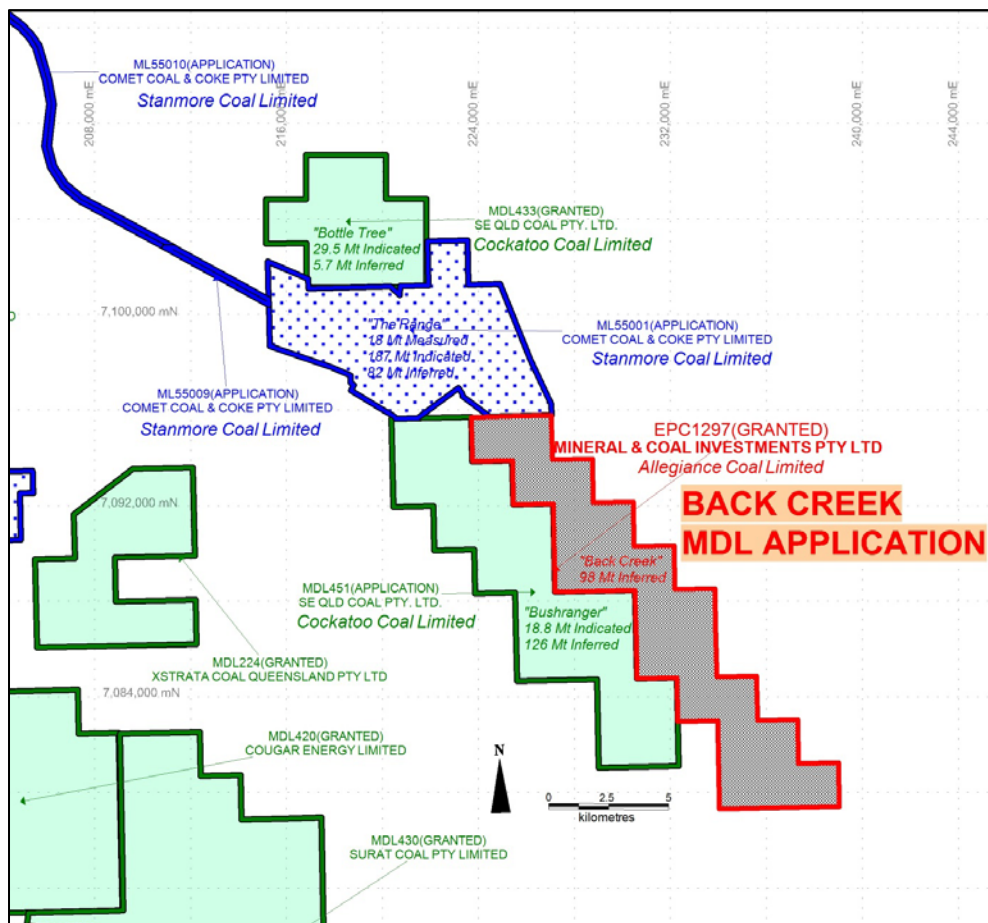 ML55010(APPLICATION)
COMET COAL & COKE PTY LIMITED
Stanmore Coal Limited
208,000 mE
216,000 mE
224,000 mE
232,000 mE
240,000 mE
244,000 mE
MDL433(GRANTED)
SE QLD COAL PTY. LTD.
Cockatoo Coal Limited
"Bottle Tree"
29.5 Mt Indicated
5.7 Mt Inferred
7,100,000 mN
"The Range"
18 Mt Measured
187 Mt Indicated
82 Mt Inferred
ML55001(APPLICATION)
COMET COAL & COKE PTY LIMITED
Stanmore Coal Limited
ML55009(APPLICATION)
COMET COAL & COKE PTY LIMITED
Stanmore Coal Limited
EPC1297(GRANTED)
MINERAL & COAL INVESTMENTS PTY LTD
Allegiance Coal Limited
BACK CREEK
MDL APPLICATION
7,092,000 mN
"Back Creek"
98 Mt Inferred
MDL451(APPLICATION)
SE QLD COAL PTY. LTD.
Cockatoo Coal Limited
"Bushranger"
18.8 Mt Indicated
126 Mt Inferred
MDL224(GRANTED)
XSTRATA COAL QUEENSLAND PTY LTD
7,084,000 mN
MDL420(GRANTED)
COUGAR ENERGY LIMITED
N
0 2.5 5
kilometres
MDL430(GRANTED)
SURAT COAL PTY LIMITED